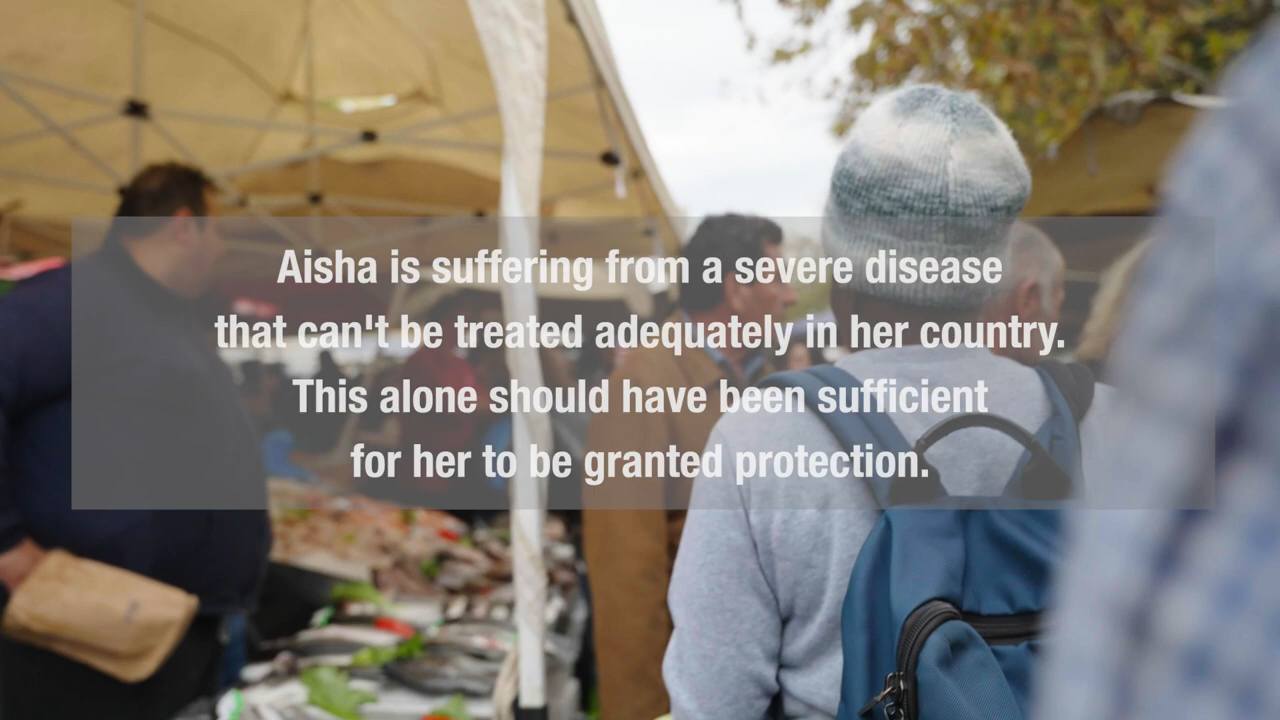 Aisha is suffering from a severe disease
that can't be treated adequately in her country.
This alone should have been sufficient
for her to be granted protection.